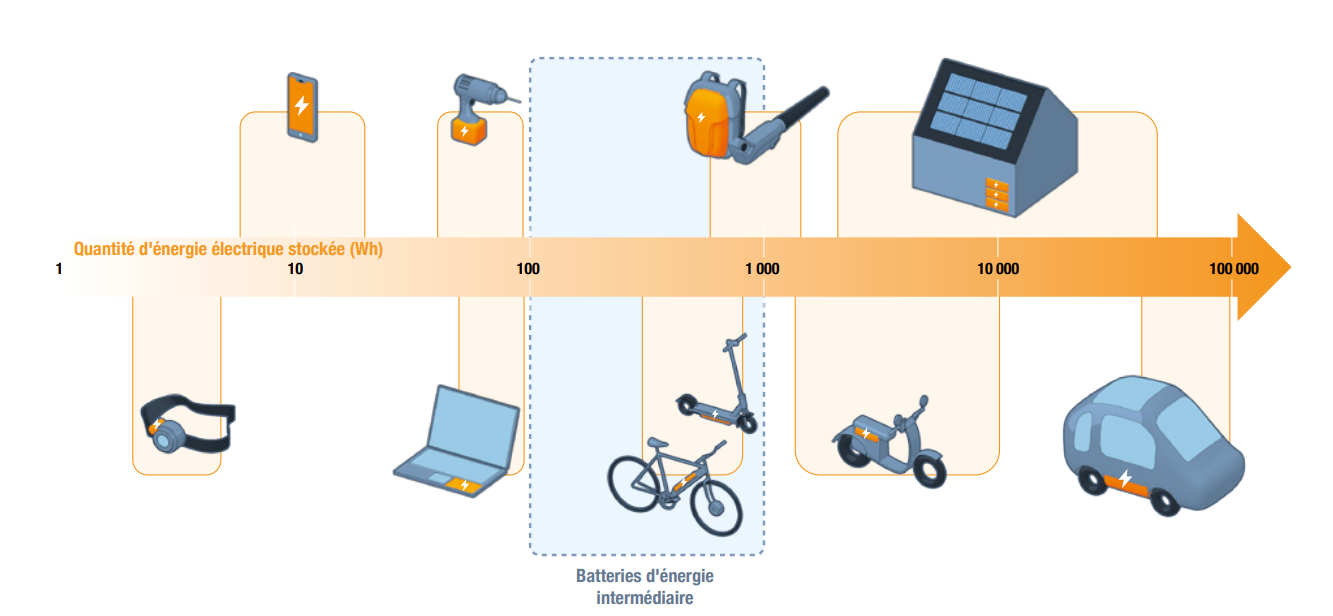 Quantité d'énergie électrique stockée (Wh)
1
10
100
1 000
10 000
100 000
Batteries d'énergie
intermédiaire